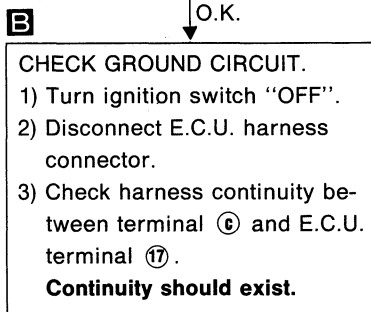 B
O.K.
CHECK GROUND CIRCUIT.
1) Turn ignition switch "OFF".
2) Disconnect E.C.U. harness
connector.
3) Check harness continuity be-
tween terminal ⓒ and E.C.U.
terminal ⑰.
Continuity should exist.